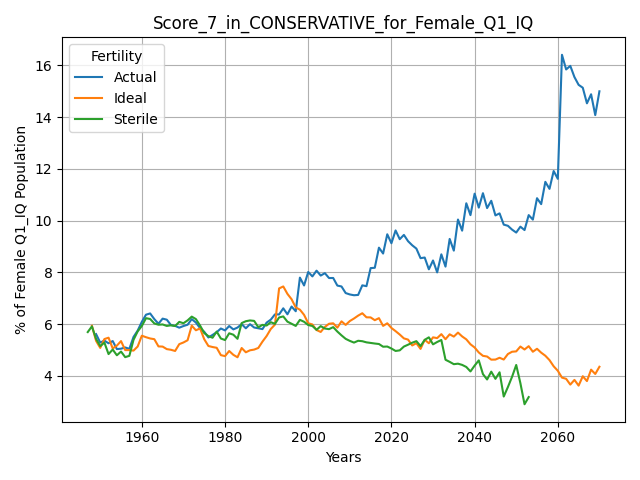 Score_7_in_CONSERVATIVE_for_Female_Q1_IQ
Fertility
Actual
Ideal
Sterile
% of Female Q1_IQ Population
16
14
12
10
8
6
4
1960
1980
2000
2020
2040
2060
Years